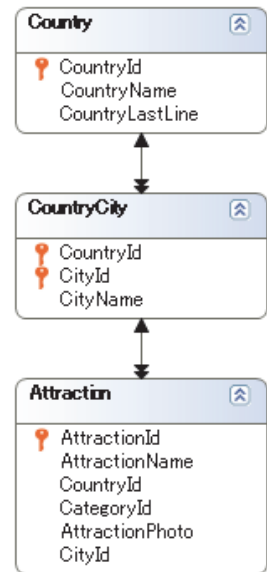 Country
CountryId
CountryName
CountryLastLine
CountryCity
CountryId
CityId
CityName
Attraction
AttractionId
AttractionName
CountryId
CategoryId
AttractionPhoto
CityId